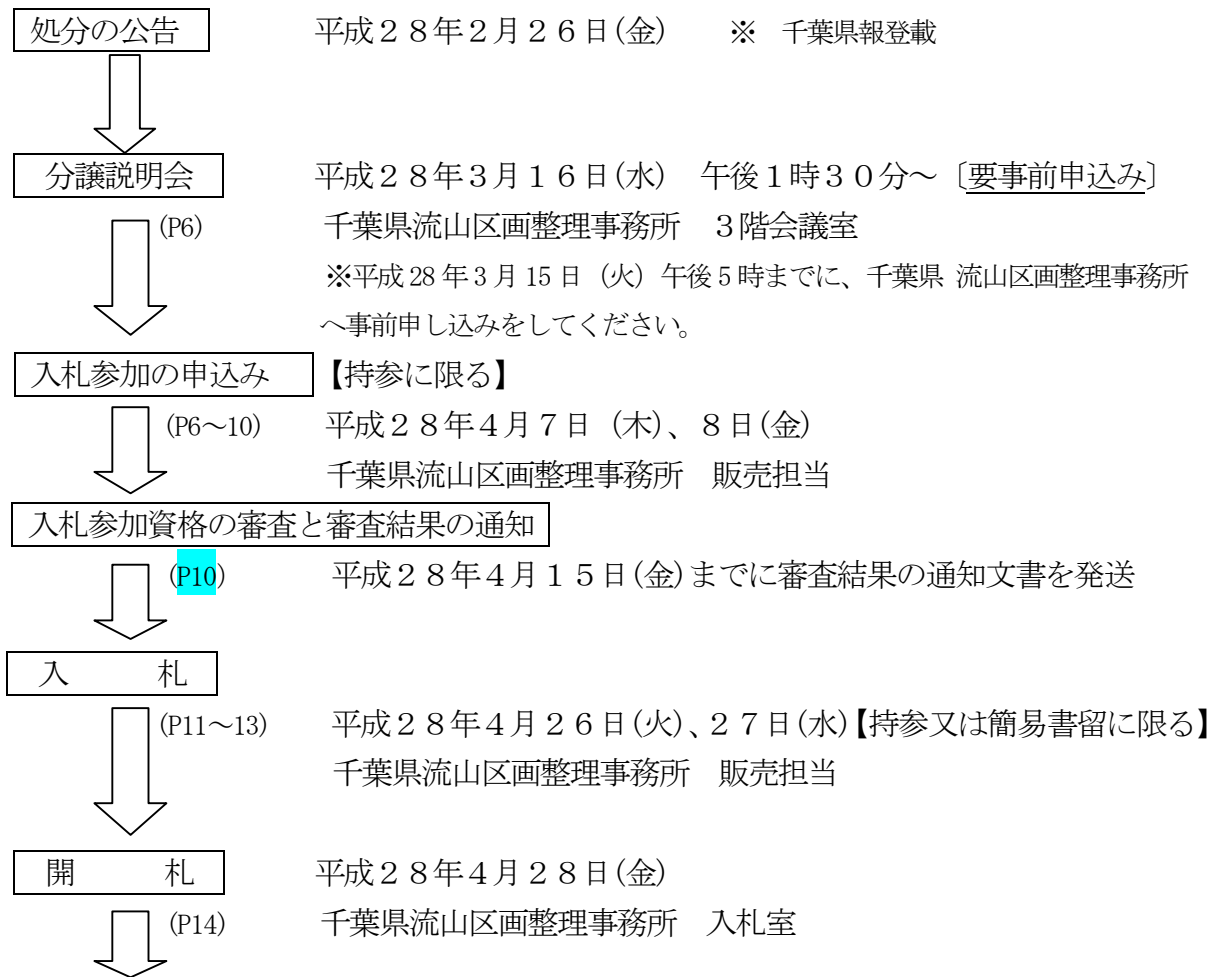 処分の公告　平成２８年２月２６日(金)　※　千葉県報登載
分譲説明会　平成２８年３月１６日(水)　午後１時３０分～〔要事前申込み〕
(P6)　千葉県流山区画整理事務所　３階会議室
※平成 28 年 3 月 15 日（火）午後 5 時までに、千葉県 流山区画整理事務所
へ事前申し込みをしてください。
入札参加の申込み　【持参に限る】
(P6～10)　平成２８年４月７日（木）、８日(金)
千葉県流山区画整理事務所　販売担当
入札参加資格の審査と審査結果の通知
(P10)　平成２８年４月１５日(金)までに審査結果の通知文書を発送
入　　札
(P11～13)　平成２８年４月２６日(火)、２７日(水)【持参又は簡易書留に限る】
千葉県流山区画整理事務所　販売担当
開　　札　平成２８年４月２８日(金)
(P14)　千葉県流山区画整理事務所　入札室